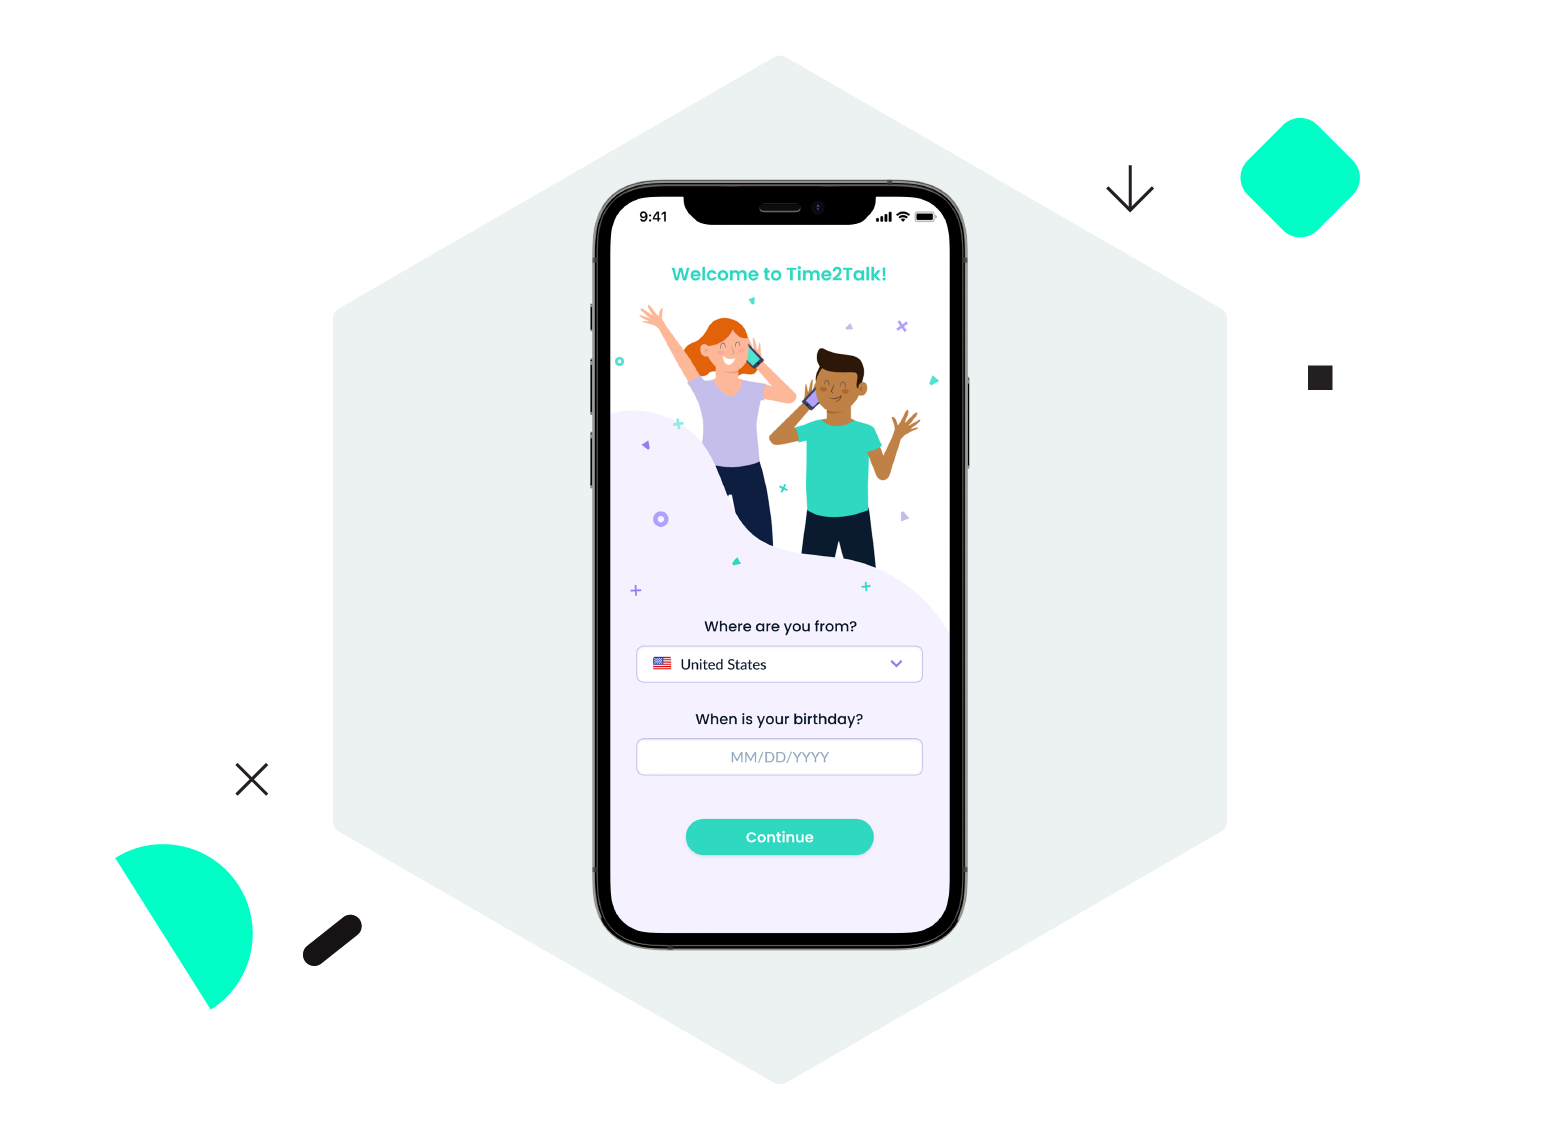 9:41
Welcome to Time2Talk!
Where are you from?
United States
When is your birthday?
MM/DD/YYYY
Continue